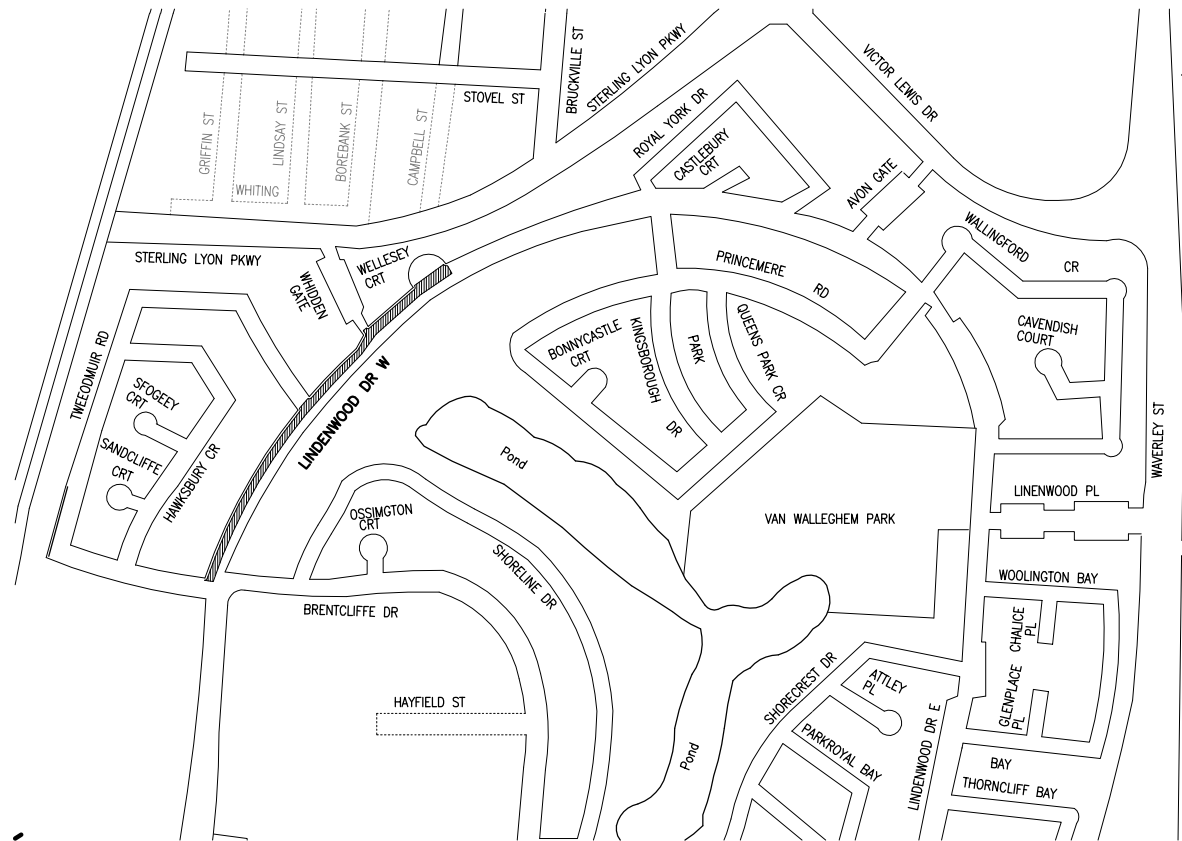 BRUCKVILLE ST
STERLING LYON PKWY
VICTOR LEWIS DR
STOVEL ST
GRIFFIN ST
LINDSAY ST
BOREBANK ST
CAMPBELL ST
WHITING
ROYAL YORK DR
CASTLEBURY
CRT
AVON GATE
WALLINGFORD
CR
STERLING LYON PKWY
WHIDDEN
GATE
WELLESEY
CRT
PRINCEMERE
RD
TWEEODMUIR RD
SFOGEEY
CRT
SANDCLIFFE
CRT
HAWKSBURY CR
LINDENWOOD DR W
BONNYCASTLE
CRT
KINGSBOROUGH
DR
PARK
QUEENS PARK CR
CAVENDISH
COURT
WAVERLEY ST
Pond
OSSIMGTON
CRT
SHORELINE DR
VAN WALLEGHEM PARK
LINENWOOD PL
WOOLINGTON BAY
CHALICE
PL
GLENPLACE
PL
BRENTCLIFFE DR
HAYFIELD ST
SHORECREST DR
ATTLEY
PL
PARKROYAL BAY
LINDENWOOD DR E
BAY
THORNCLIFF BAY
Pond